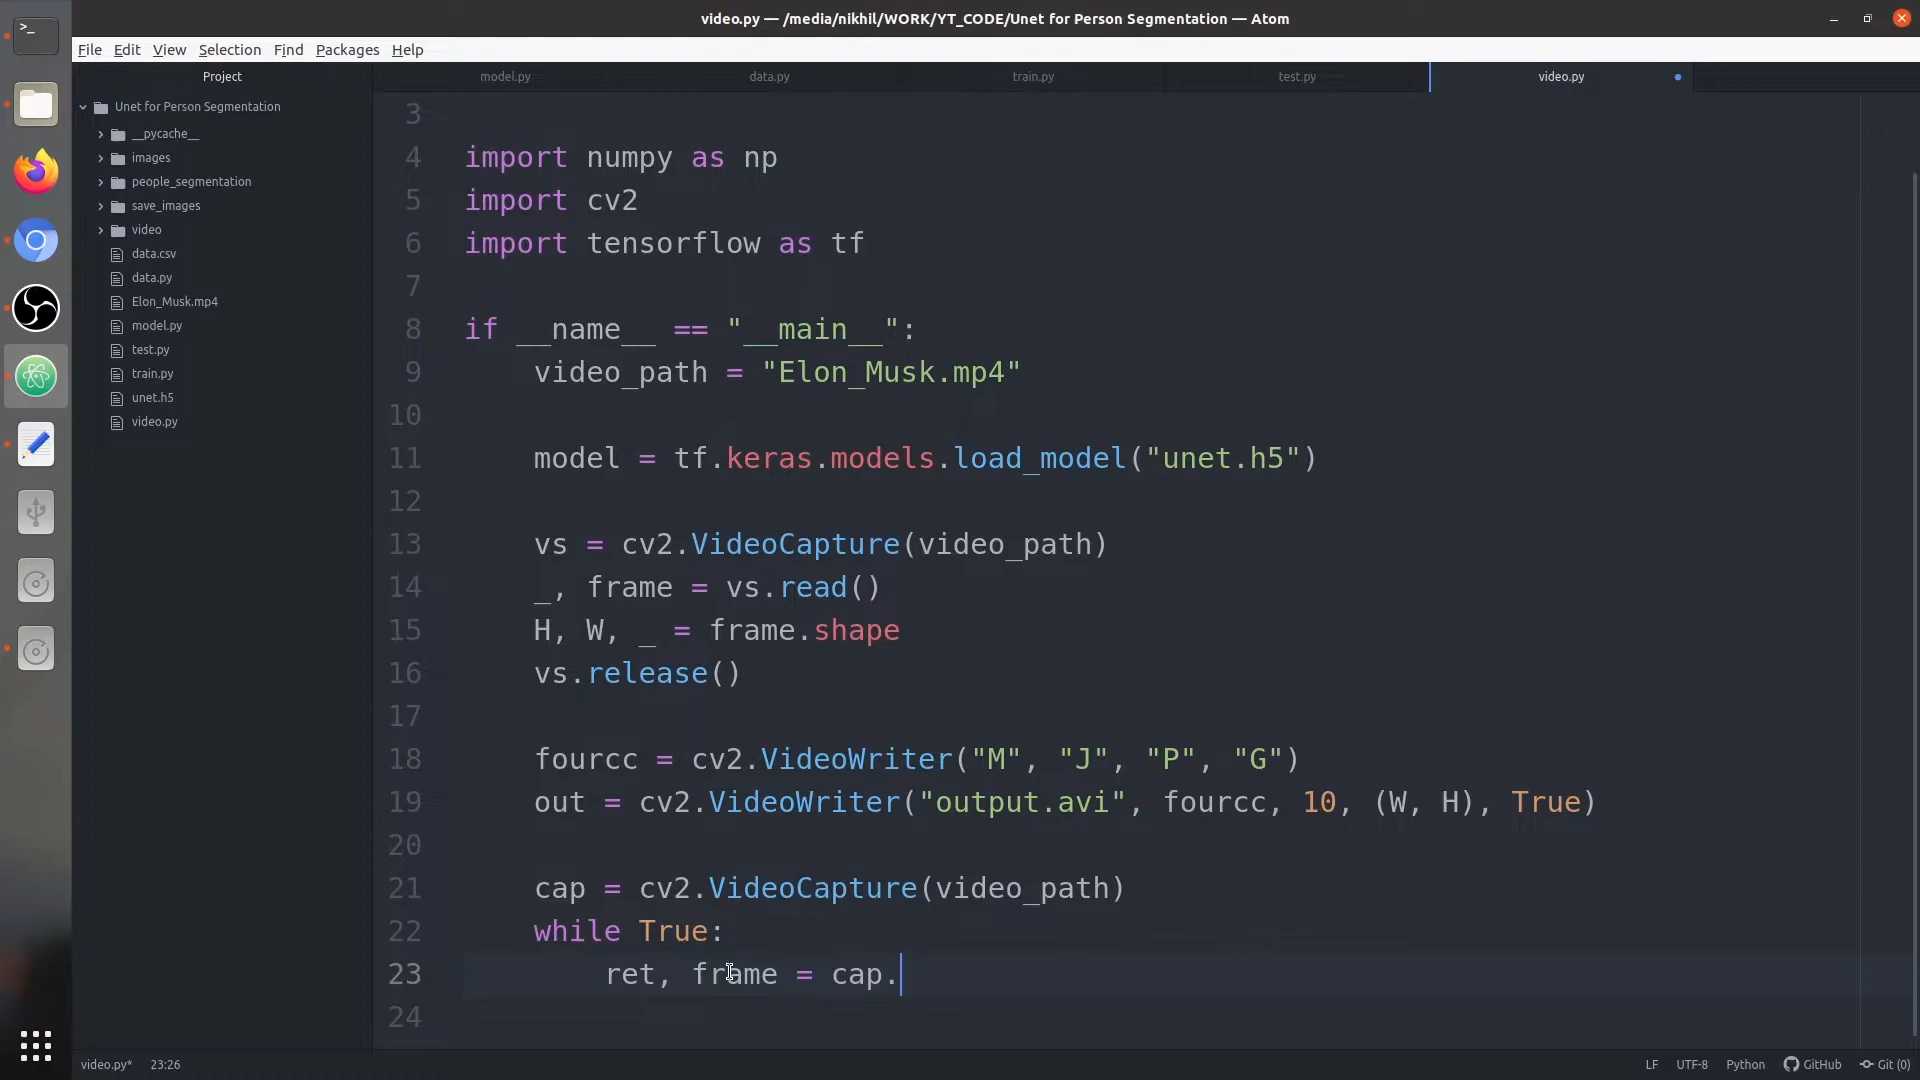 video.py — /media/nikhil/WORK/YT_CODE/Unet for Person Segmentation — Atom
File Edit View Selection Find Packages Help
Project
model.py data.py train.py test.py video.py
Unet for Person Segmentation
__pycache__
images
people_segmentation
save_images
video
data.csv
data.py
Elon_Musk.mp4
model.py
test.py
train.py
unet.h5
video.py
3
4 import numpy as np
5 import cv2
6 import tensorflow as tf
7
8 if __name__ == "__main__":
9 video_path = "Elon_Musk.mp4"
10
11 model = tf.keras.models.load_model("unet.h5")
12
13 vs = cv2.VideoCapture(video_path)
14 _, frame = vs.read()
15 H, W, _ = frame.shape
16 vs.release()
17
18 fourcc = cv2.VideoWriter("M", "J", "P", "G")
19 out = cv2.VideoWriter("output.avi", fourcc, 10, (W, H), True)
20
21 cap = cv2.VideoCapture(video_path)
22 while True:
23 ret, frame = cap.
24
video.py* 23:26 LF UTF-8 Python GitHub Git (0)